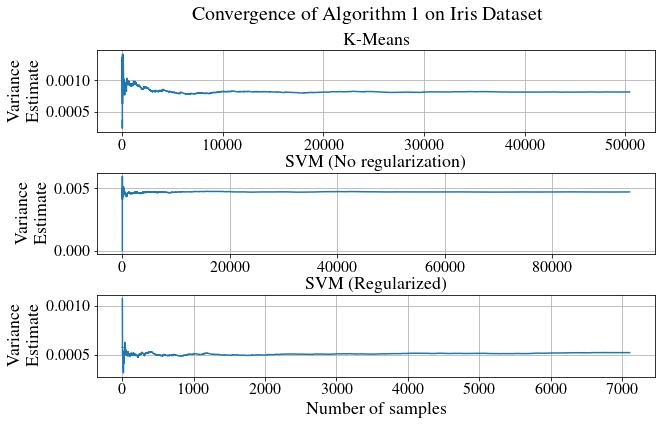 Convergence of Algorithm 1 on Iris Dataset
K-Means
Variance
Estimate
0.0010
0.0005
0 10000 20000 30000 40000 50000
SVM (No regularization)
Variance
Estimate
0.005
0.000
0 20000 40000 60000 80000
SVM (Regularized)
Variance
Estimate
0.0010
0.0005
0 1000 2000 3000 4000 5000 6000 7000
Number of samples